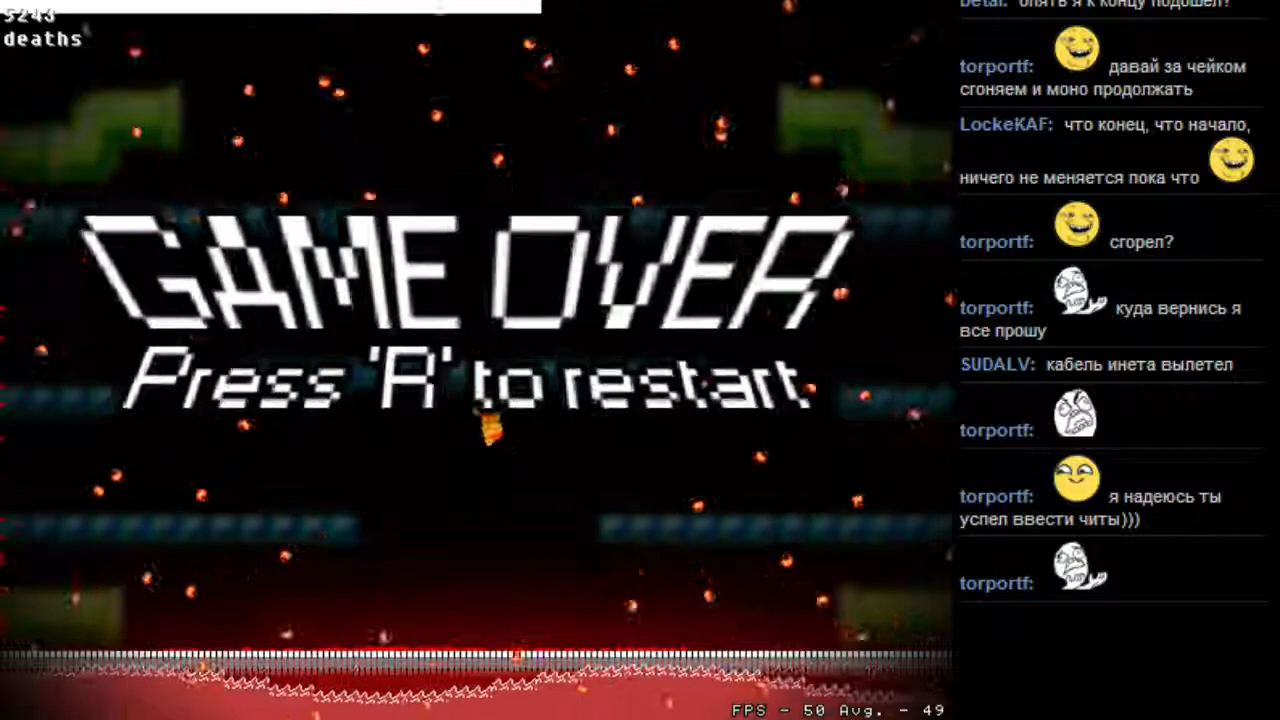 5243
deaths
GAME OVER
Press 'R' to restart
FPS - 50 Avg. - 49
betal: опять я к концу подошел?
torportf: давай за чейком
сгоняем и моно продолжать
LockeKAF: что конец, что начало,
ничего не меняется пока что
torportf: сгорел?
torportf: куда вернись я
все прошу
SUDALV: кабель инета вылетел
torportf:
torportf: я надеюсь ты
успел ввести читы)))
torportf: